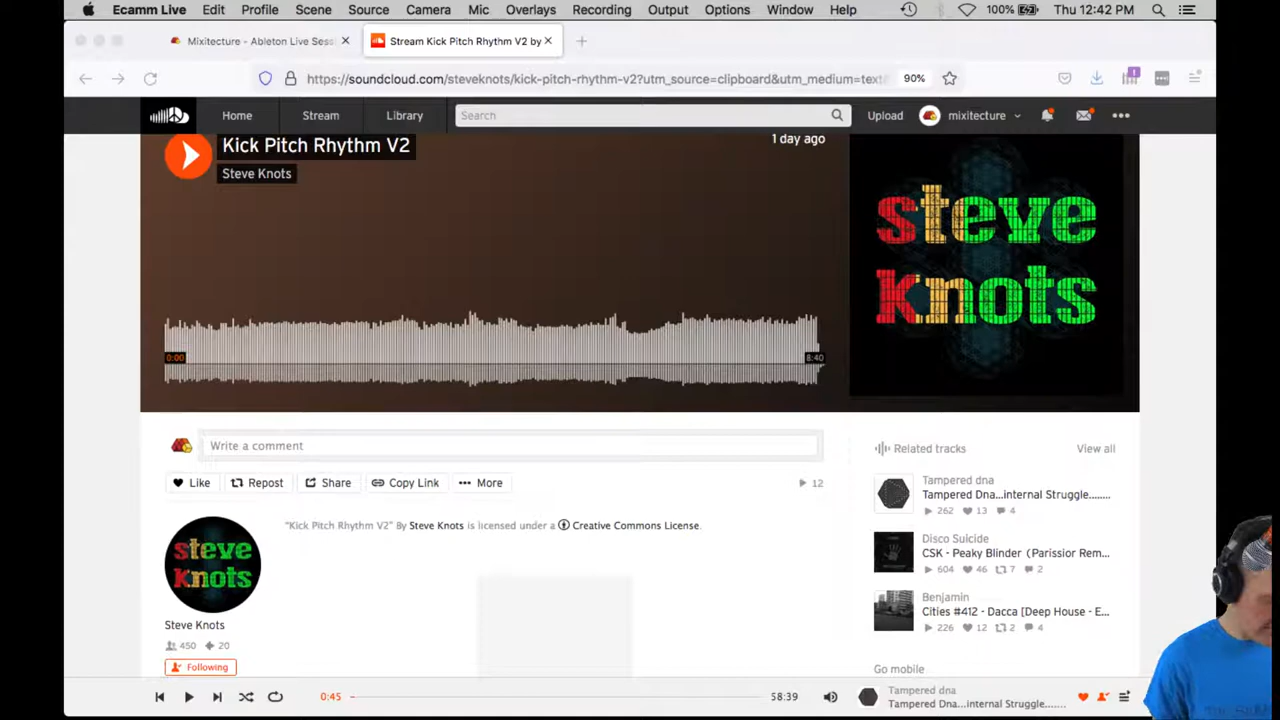 Ecamm Live Edit Profile Scene Source Camera Mic Overlays Recording Output Options Window Help 100% Thu 12:42 PM
Mixitecture - Ableton Live Sess
Stream Kick Pitch Rhythm V2 by
https://soundcloud.com/steveknots/kick-pitch-rhythm-v2?utm_source=clipboard&utm_medium=text 90%
Home Stream Library Search Upload mixitecture
Kick Pitch Rhythm V2
1 day ago
Steve Knots
steve
knots
0:00
8:40
Write a comment
Like Repost Share Copy Link More
12
"Kick Pitch Rhythm V2" By Steve Knots is licensed under a Creative Commons License.
steve
knots
Steve Knots
450 20
Following
Related tracks View all
Tampered dna
Tampered Dna...internal Struggle........
262 13 4
Disco Suicide
CSK - Peaky Blinder (Parissior Rem...
604 46 7 2
Benjamin
Cities #412 - Dacca [Deep House - E...
226 12 2 4
Go mobile
0:45
58:39
Tampered dna
Tampered Dna...internal Struggle.......